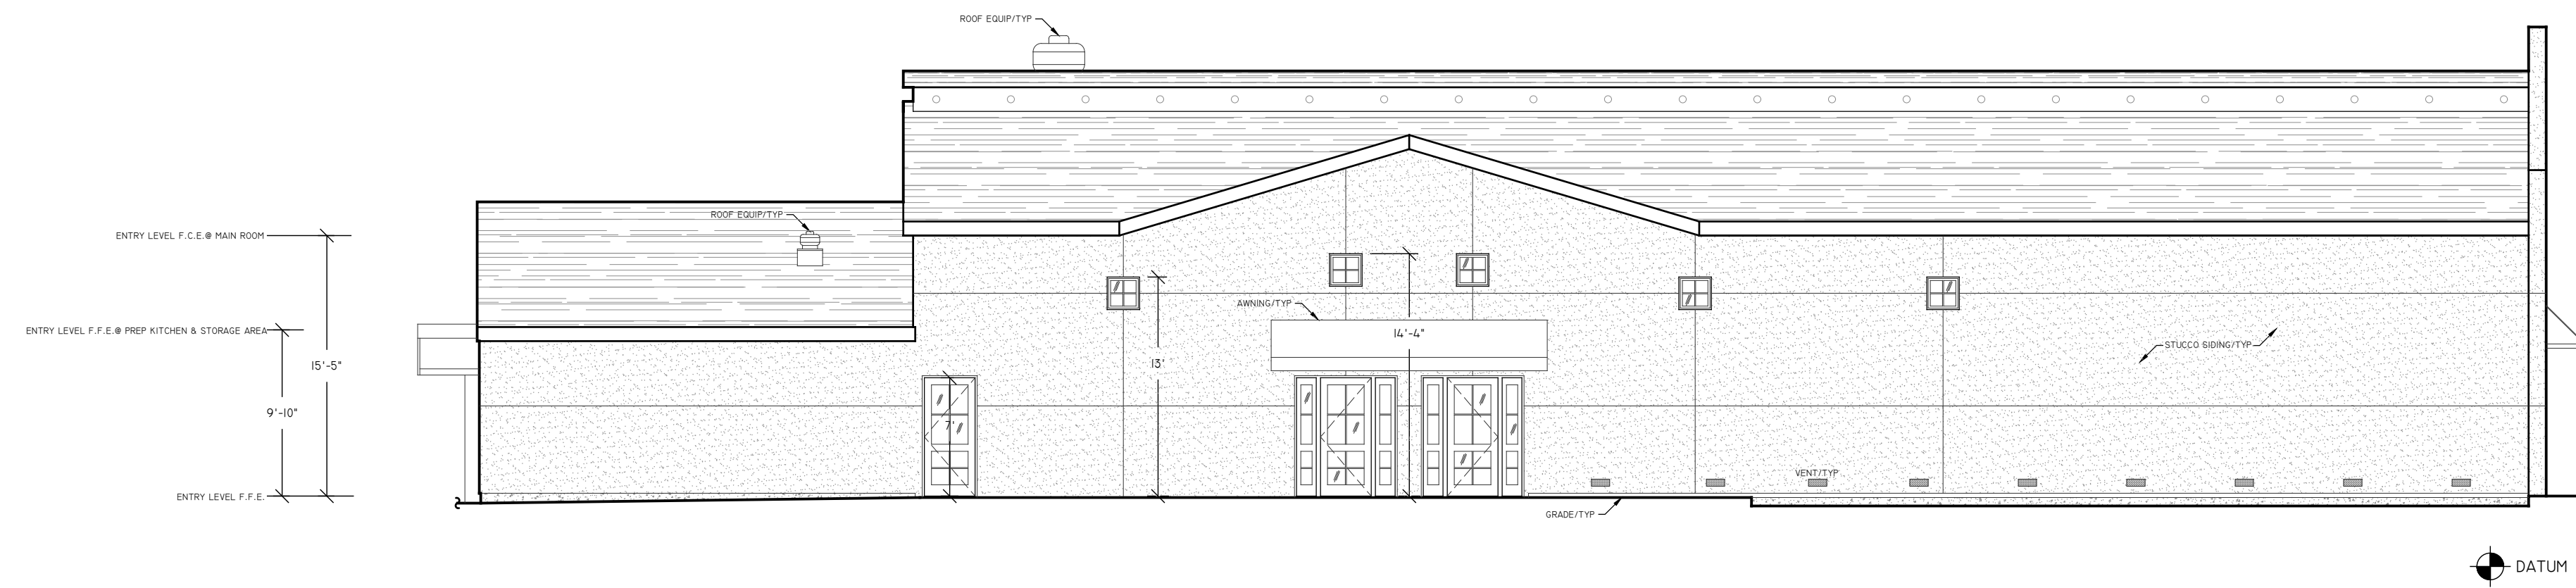 ROOF EQUIP/TYP
ROOF EQUIP/TYP
ENTRY LEVEL F.C.E.@ MAIN ROOM
AWNING/TYP
ENTRY LEVEL F.F.E.@ PREP KITCHEN & STORAGE AREA
14'-4"
STUCCO SIDING/TYP
15'-5"
13'
9'-10"
7'
VENT/TYP
ENTRY LEVEL F.F.E.
GRADE/TYP
DATUM